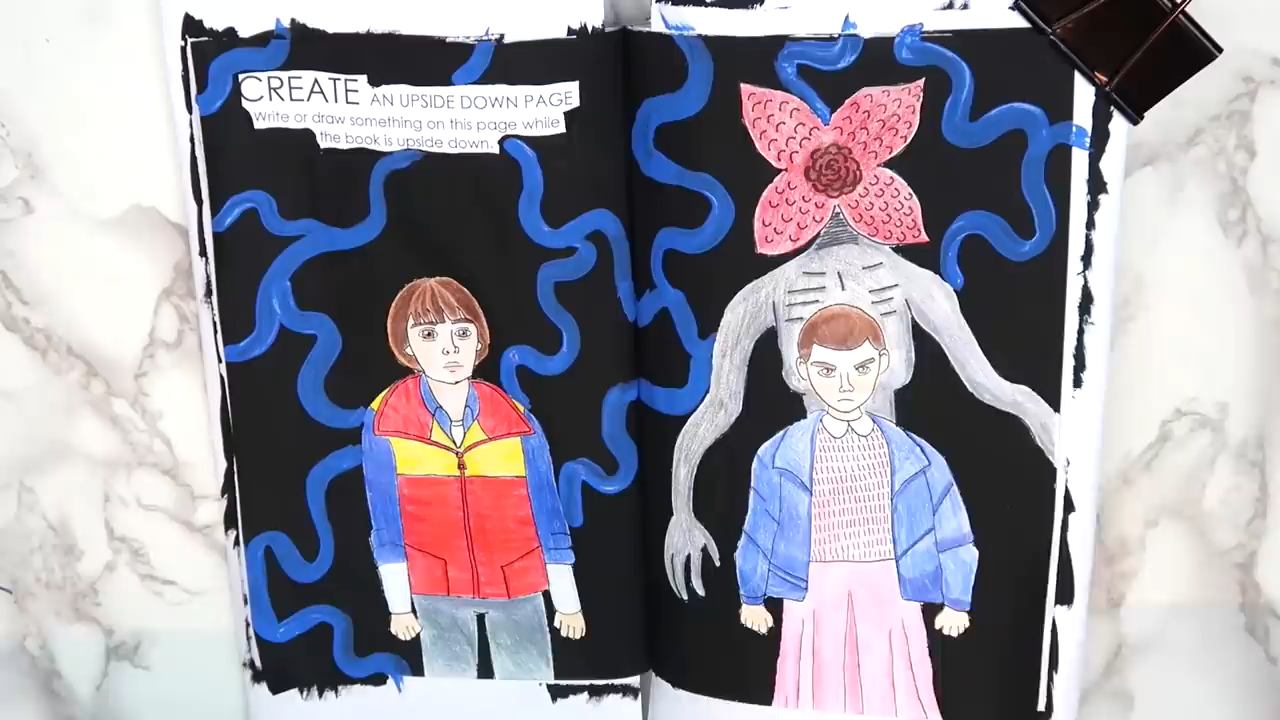 CREATE AN UPSIDE DOWN PAGE
Write or draw something on this page while
the book is upside down.